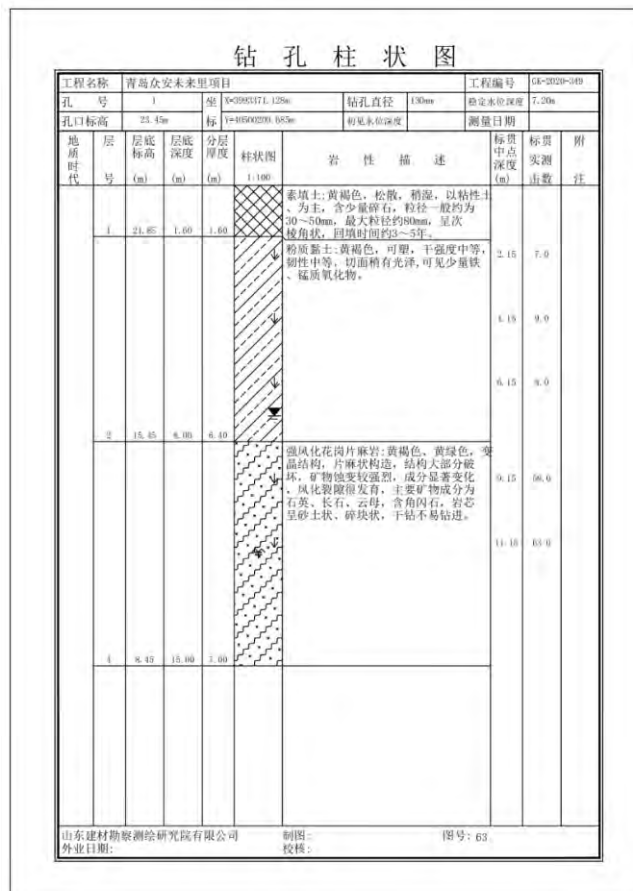 钻孔柱状图
工程名称 青岛众安未来里项目 工程编号 GK-2020-349
孔号 1 坐 X=3993371.128m 钻孔直径 130mm 稳定水位深度 7.20m
孔口标高 23.45m 标 Y=40500209.685m 初见水位深度 测量日期
地质时代 层号 层底标高(m) 层底深度(m) 分层厚度(m) 柱状图 1:100 岩性描述 标贯中点深度(m) 标贯实测击数 附注
素填土:黄褐色,松散,稍湿,以粘性土
、为主,含少量碎石,粒径一般约为
30~50mm,最大粒径约80mm,呈次
棱角状,回填时间约3~5年。
1 21.85 1.60 1.60
粉质黏土:黄褐色,可塑,干强度中等,
韧性中等、切面稍有光泽,可见少量铁
、锰质氧化物。
2.15 7.0
4.15 9.0
6.15 8.0
2 15.45 8.00 6.40
强风化花岗片麻岩:黄褐色、黄绿色,变
晶结构,片麻状构造,结构大部分破
坏,矿物蚀变较强烈,成分显著变化
、风化裂隙很发育,主要矿物成分为
石英、长石、云母,含角闪石,岩芯
呈砂土状、碎块状,干钻不易钻进。
9.15
11.15
4 8.45 15.00 7.00
山东建材勘察测绘研究院有限公司 制图: 图号:63
外业日期: 校核: